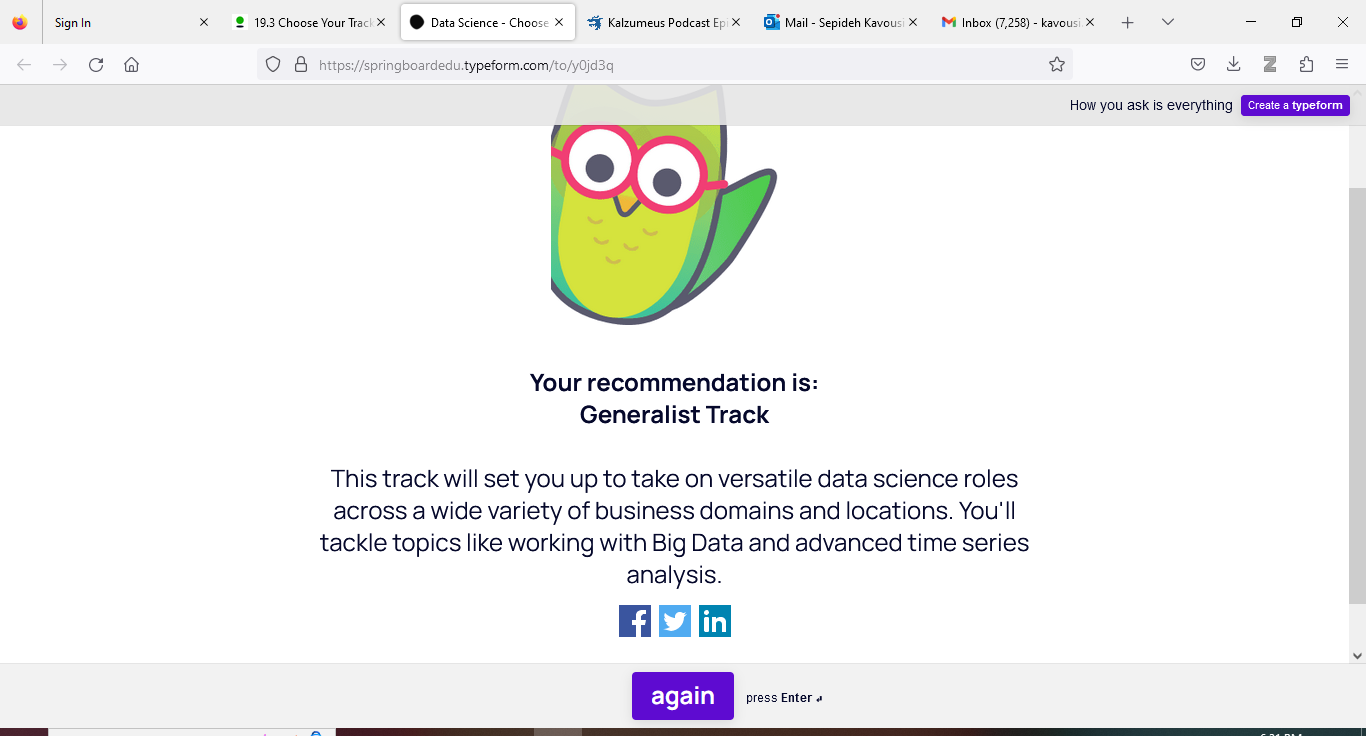 Sign In
19.3 Choose Your Track
Data Science - Choose
Kalzumeus Podcast Epi
Mail - Sepideh Kavousi
Inbox (7,258) - kavousi
https://springboardedu.typeform.com/to/y0jd3q
How you ask is everything
Create a typeform
Your recommendation is:
Generalist Track
This track will set you up to take on versatile data science roles
across a wide variety of business domains and locations. You'll
tackle topics like working with Big Data and advanced time series
analysis.
again
press Enter ↵